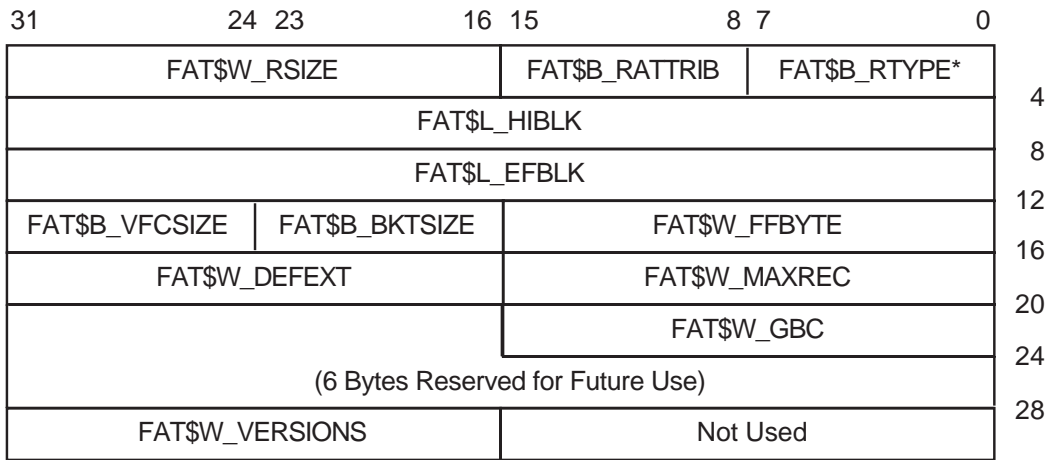 31 24 23 16 15 8 7 0
FAT$W_RSIZE FAT$B_RATTRIB FAT$B_RTYPE*
4
FAT$L_HIBLK
8
FAT$L_EFBLK
12
FAT$B_VFCSIZE FAT$B_BKTSIZE FAT$W_FFBYTE
16
FAT$W_DEFEXT FAT$W_MAXREC
20
FAT$W_GBC
24
(6 Bytes Reserved for Future Use)
28
FAT$W_VERSIONS Not Used